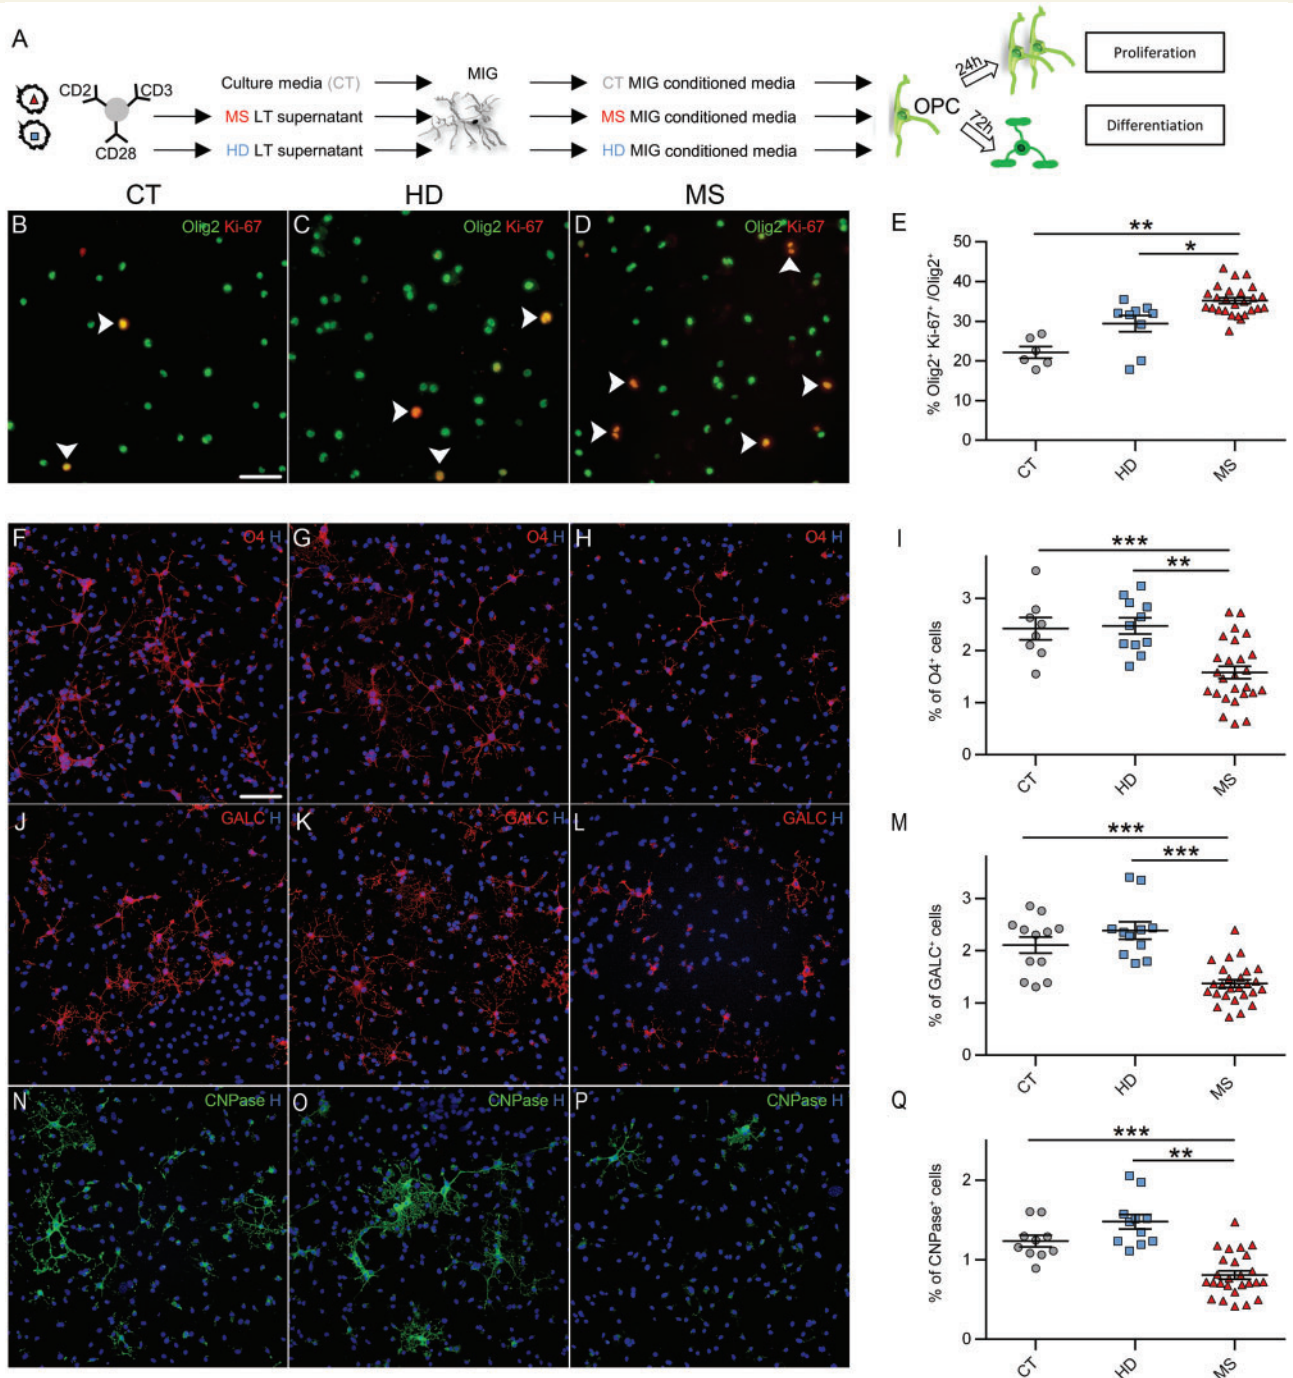 A
CD2
CD3
CD28
Culture media (CT)
MS LT supernatant
HD LT supernatant
MIG
CT MIG conditioned media
MS MIG conditioned media
HD MIG conditioned media
OPC
24h
72h
Proliferation
Differentiation
CT
HD
MS
B
Olig2 Ki-67
C
Olig2 Ki-67
D
Olig2 Ki-67
E
% Olig2⁺ Ki-67⁺ /Olig2⁺
50
40
30
20
10
0
**
*
CT
HD
MS
F
O4 H
G
O4 H
H
O4 H
I
% of O4⁺ cells
3
2
1
0
***
**
CT
HD
MS
J
GALC H
K
GALC H
L
GALC H
M
% of GALC⁺ cells
3
2
1
0
***
***
CT
HD
MS
N
CNPase H
O
CNPase H
P
CNPase H
Q
% of CNPase⁺ cells
2
1
0
***
**
CT
HD
MS